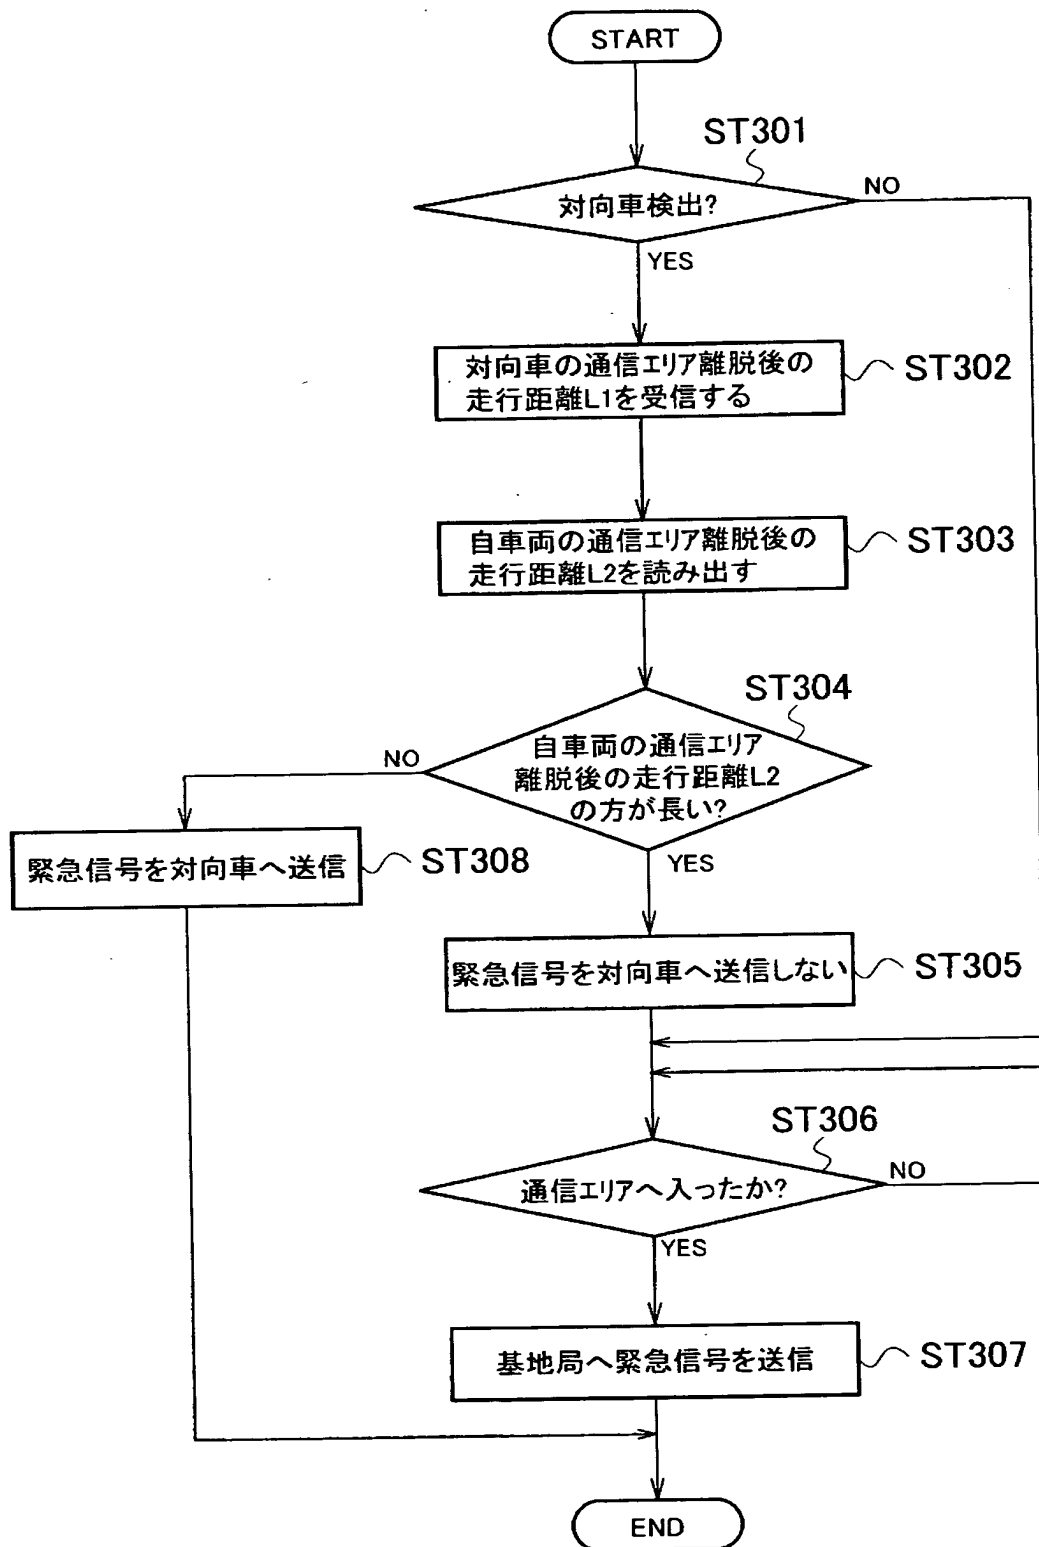 START
ST301
対向車検出?
NO
YES
対向車の通信エリア離脱後の
走行距離L1を受信する
ST302
自車両の通信エリア離脱後の
走行距離L2を読み出す
ST303
ST304
自車両の通信エリア
離脱後の走行距離L2
の方が長い?
NO
YES
緊急信号を対向車へ送信
ST308
緊急信号を対向車へ送信しない
ST305
ST306
通信エリアへ入ったか?
NO
YES
基地局へ緊急信号を送信
ST307
END